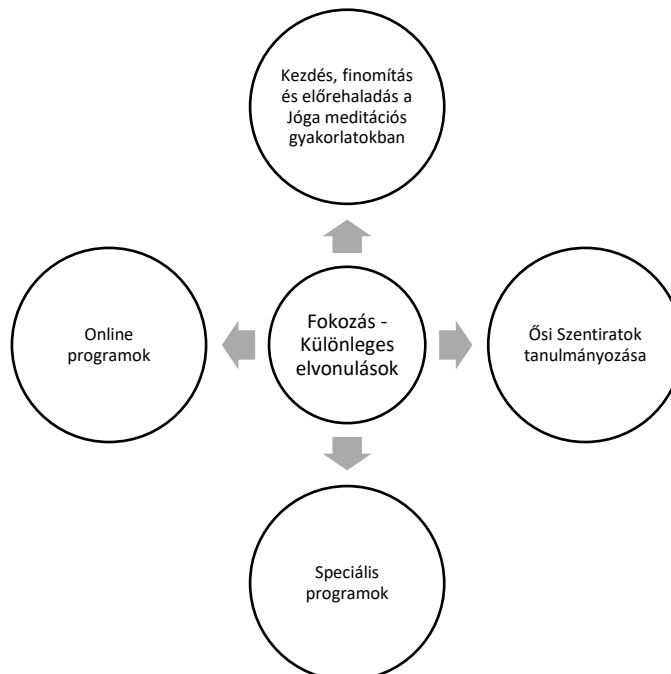 Kezdés, finomítás
és előrehaladás a
Jóga meditációs
gyakorlatokban
Online
programok
Fokozás -
Különleges
elvonulások
Ősi Szentiratok
tanulmányozása
Speciális
programok